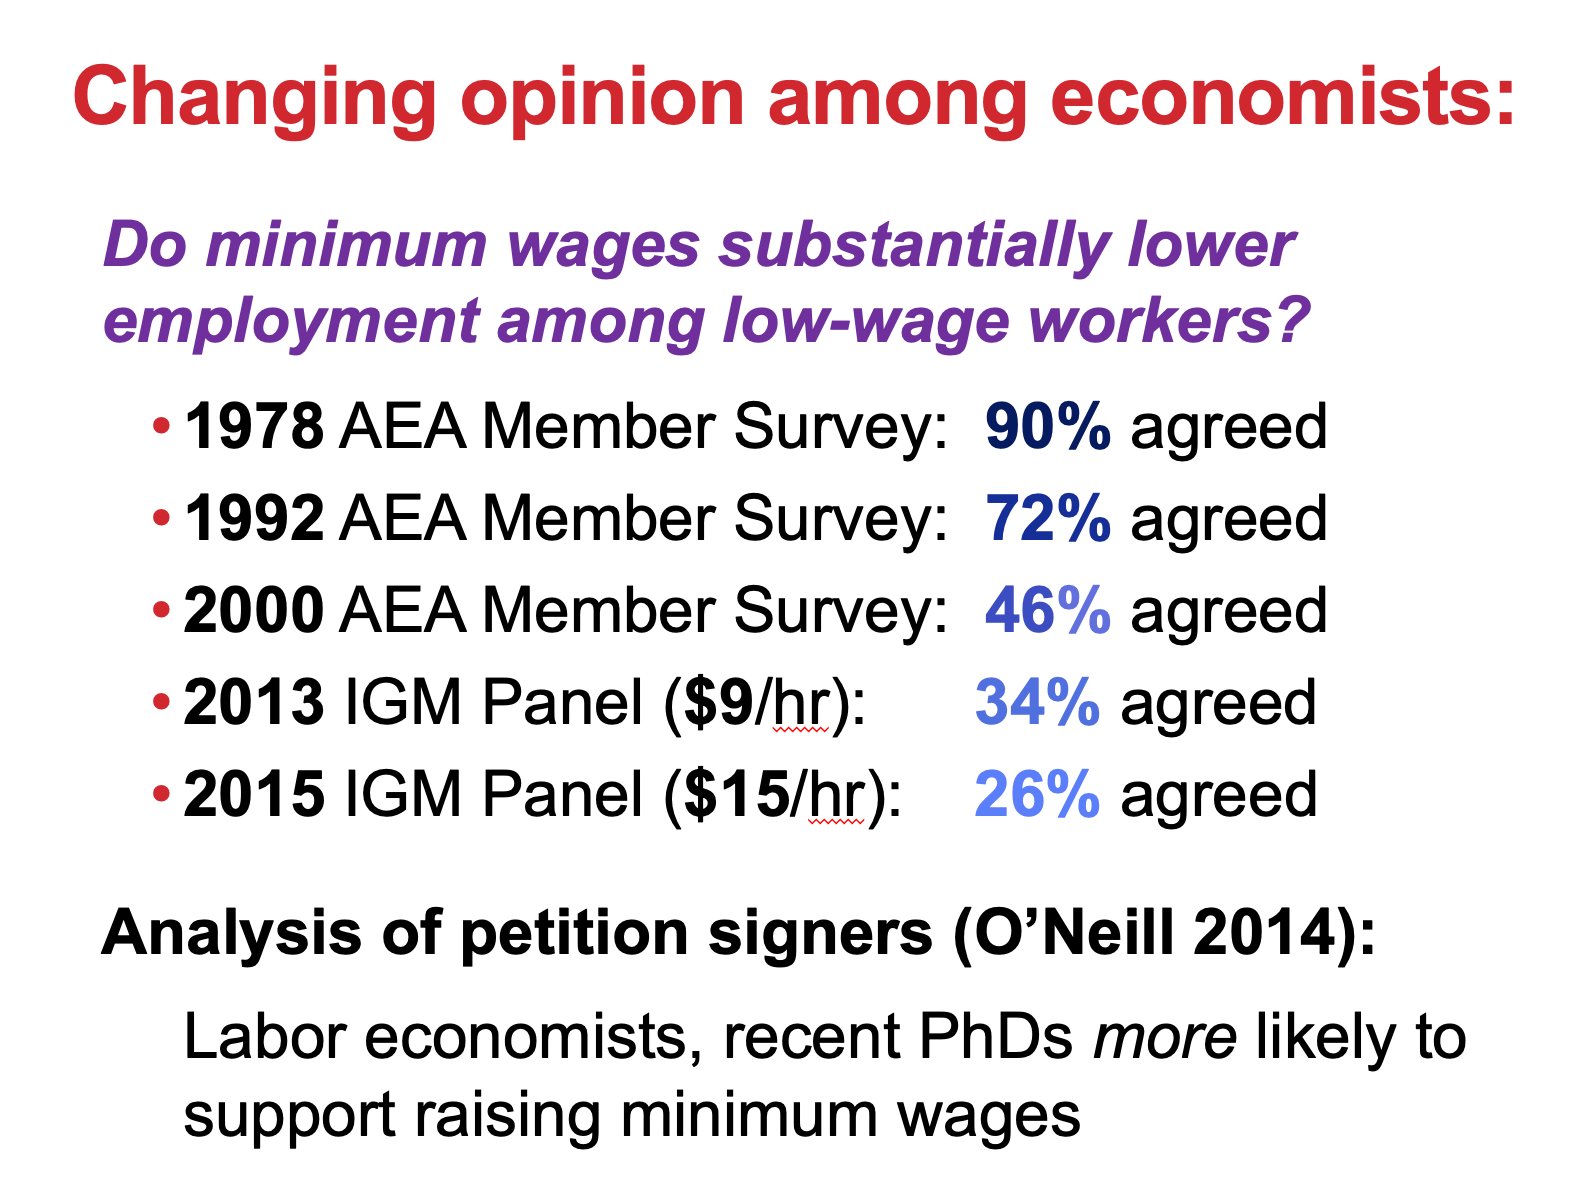 Changing opinion among economists:
Do minimum wages substantially lower
employment among low-wage workers?
• 1978 AEA Member Survey: 90% agreed
• 1992 AEA Member Survey: 72% agreed
• 2000 AEA Member Survey: 46% agreed
• 2013 IGM Panel ($9/hr): 34% agreed
• 2015 IGM Panel ($15/hr): 26% agreed
Analysis of petition signers (O’Neill 2014):
Labor economists, recent PhDs more likely to
support raising minimum wages